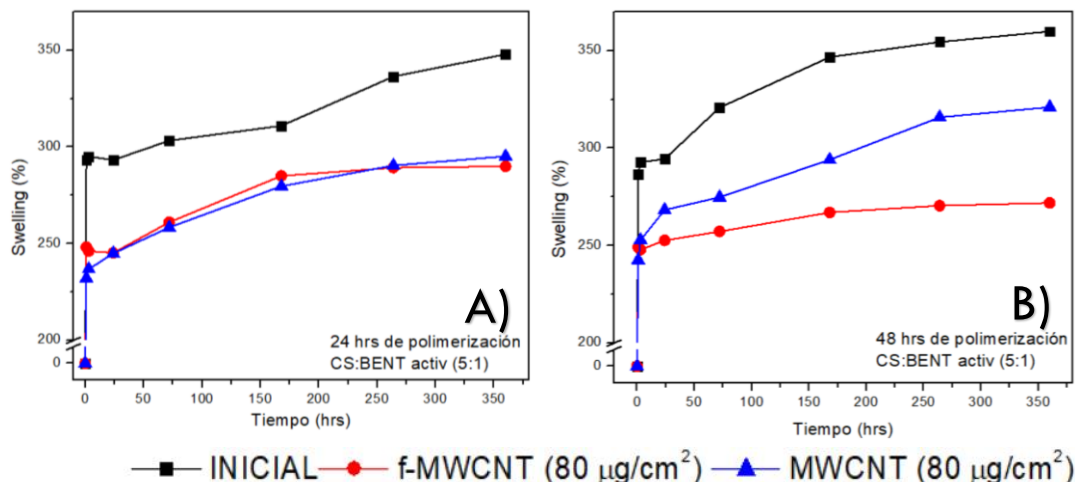 A)
350
300
250
200
0
Swelling (%)
24 hrs de polimerización
CS:BENT activ (5:1)
0 50 100 150 200 250 300 350
Tiempo (hrs)
B)
350
300
250
200
0
Swelling (%)
48 hrs de polimerización
CS:BENT activ (5:1)
0 50 100 150 200 250 300 350
Tiempo (hrs)
INICIAL f-MWCNT (80 μg/cm²) MWCNT (80 μg/cm²)